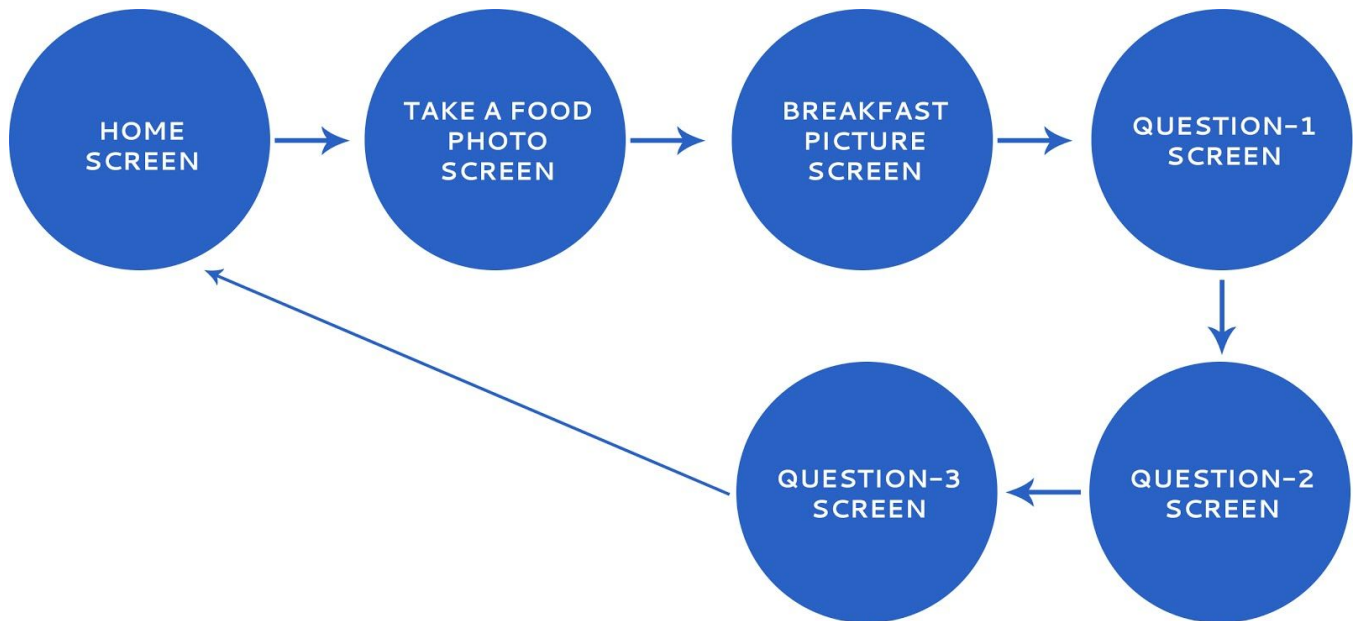 HOME
SCREEN
TAKE A FOOD
PHOTO
SCREEN
BREAKFAST
PICTURE
SCREEN
QUESTION-1
SCREEN
QUESTION-2
SCREEN
QUESTION-3
SCREEN